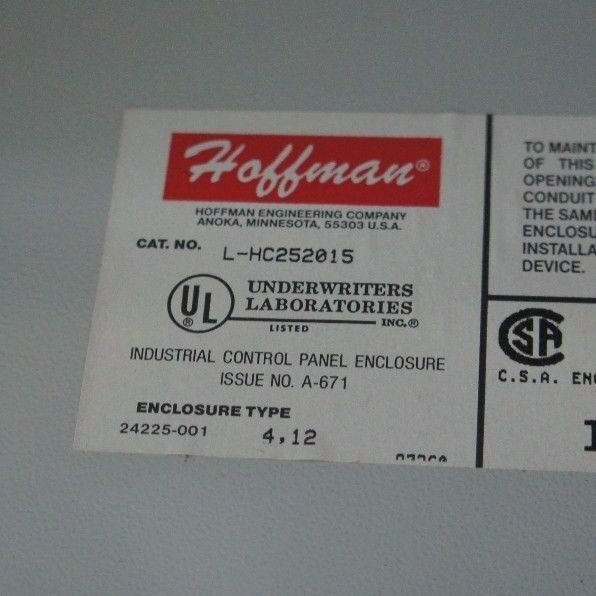 Hoffman®
HOFFMAN ENGINEERING COMPANY
ANOKA, MINNESOTA, 55303 U.S.A.
CAT. NO. L-HC252015
UL ®
UNDERWRITERS
LABORATORIES
INC.®
LISTED
INDUSTRIAL CONTROL PANEL ENCLOSURE
ISSUE NO. A-671
ENCLOSURE TYPE
24225-001 4,12
TO MAINT
OF THIS
OPENING
CONDUIT
THE SAM
ENCLOSU
INSTALLA
DEVICE.
CSA
C.S.A. ENC